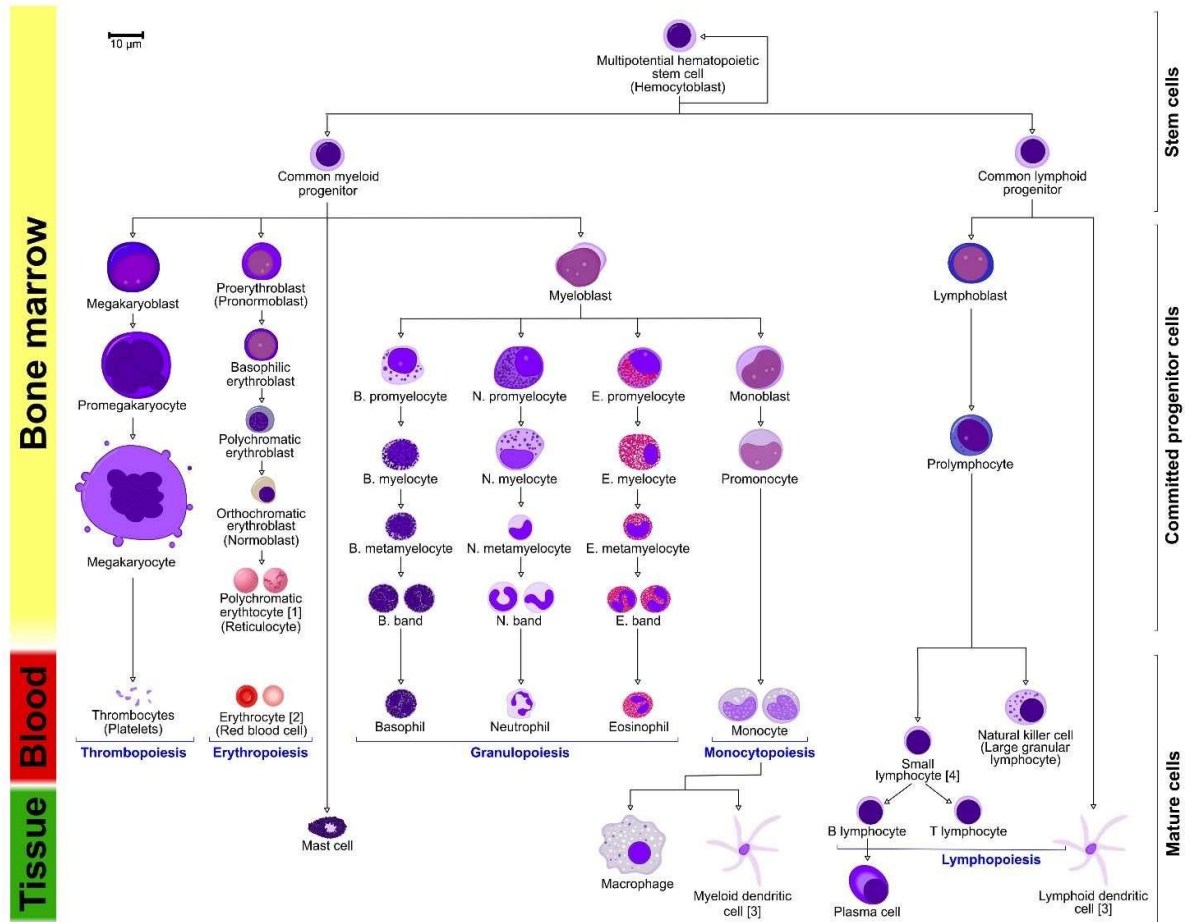 10 µm
Multipotential hematopoietic
stem cell
(Hemocytoblast)
Common myeloid
progenitor
Common lymphoid
progenitor
Stem cells
Bone marrow
Megakaryoblast
Proerythroblast
(Pronormoblast)
Myeloblast
Lymphoblast
Basophilic
erythroblast
Promegakaryocyte
B. promyelocyte
N. promyelocyte
E. promyelocyte
Monoblast
Committed progenitor cells
Polychromatic
erythroblast
Prolymphocyte
B. myelocyte
N. myelocyte
E. myelocyte
Promonocyte
Orthochromatic
erythroblast
(Normoblast)
B. metamyelocyte
N. metamyelocyte
E. metamyelocyte
Megakaryocyte
Polychromatic
erythtocyte [1]
(Reticulocyte)
B. band
N. band
E. band
Blood
Thrombocytes
(Platelets)
Erythrocyte [2]
(Red blood cell)
Basophil
Neutrophil
Eosinophil
Monocyte
Natural killer cell
(Large granular
lymphocyte)
Thrombopoiesis
Erythropoiesis
Granulopoiesis
Monocytopoiesis
Small
lymphocyte [4]
Mature cells
Tissue
Mast cell
B lymphocyte
T lymphocyte
Lymphopoiesis
Macrophage
Myeloid dendritic
cell [3]
Plasma cell
Lymphoid dendritic
cell [3]